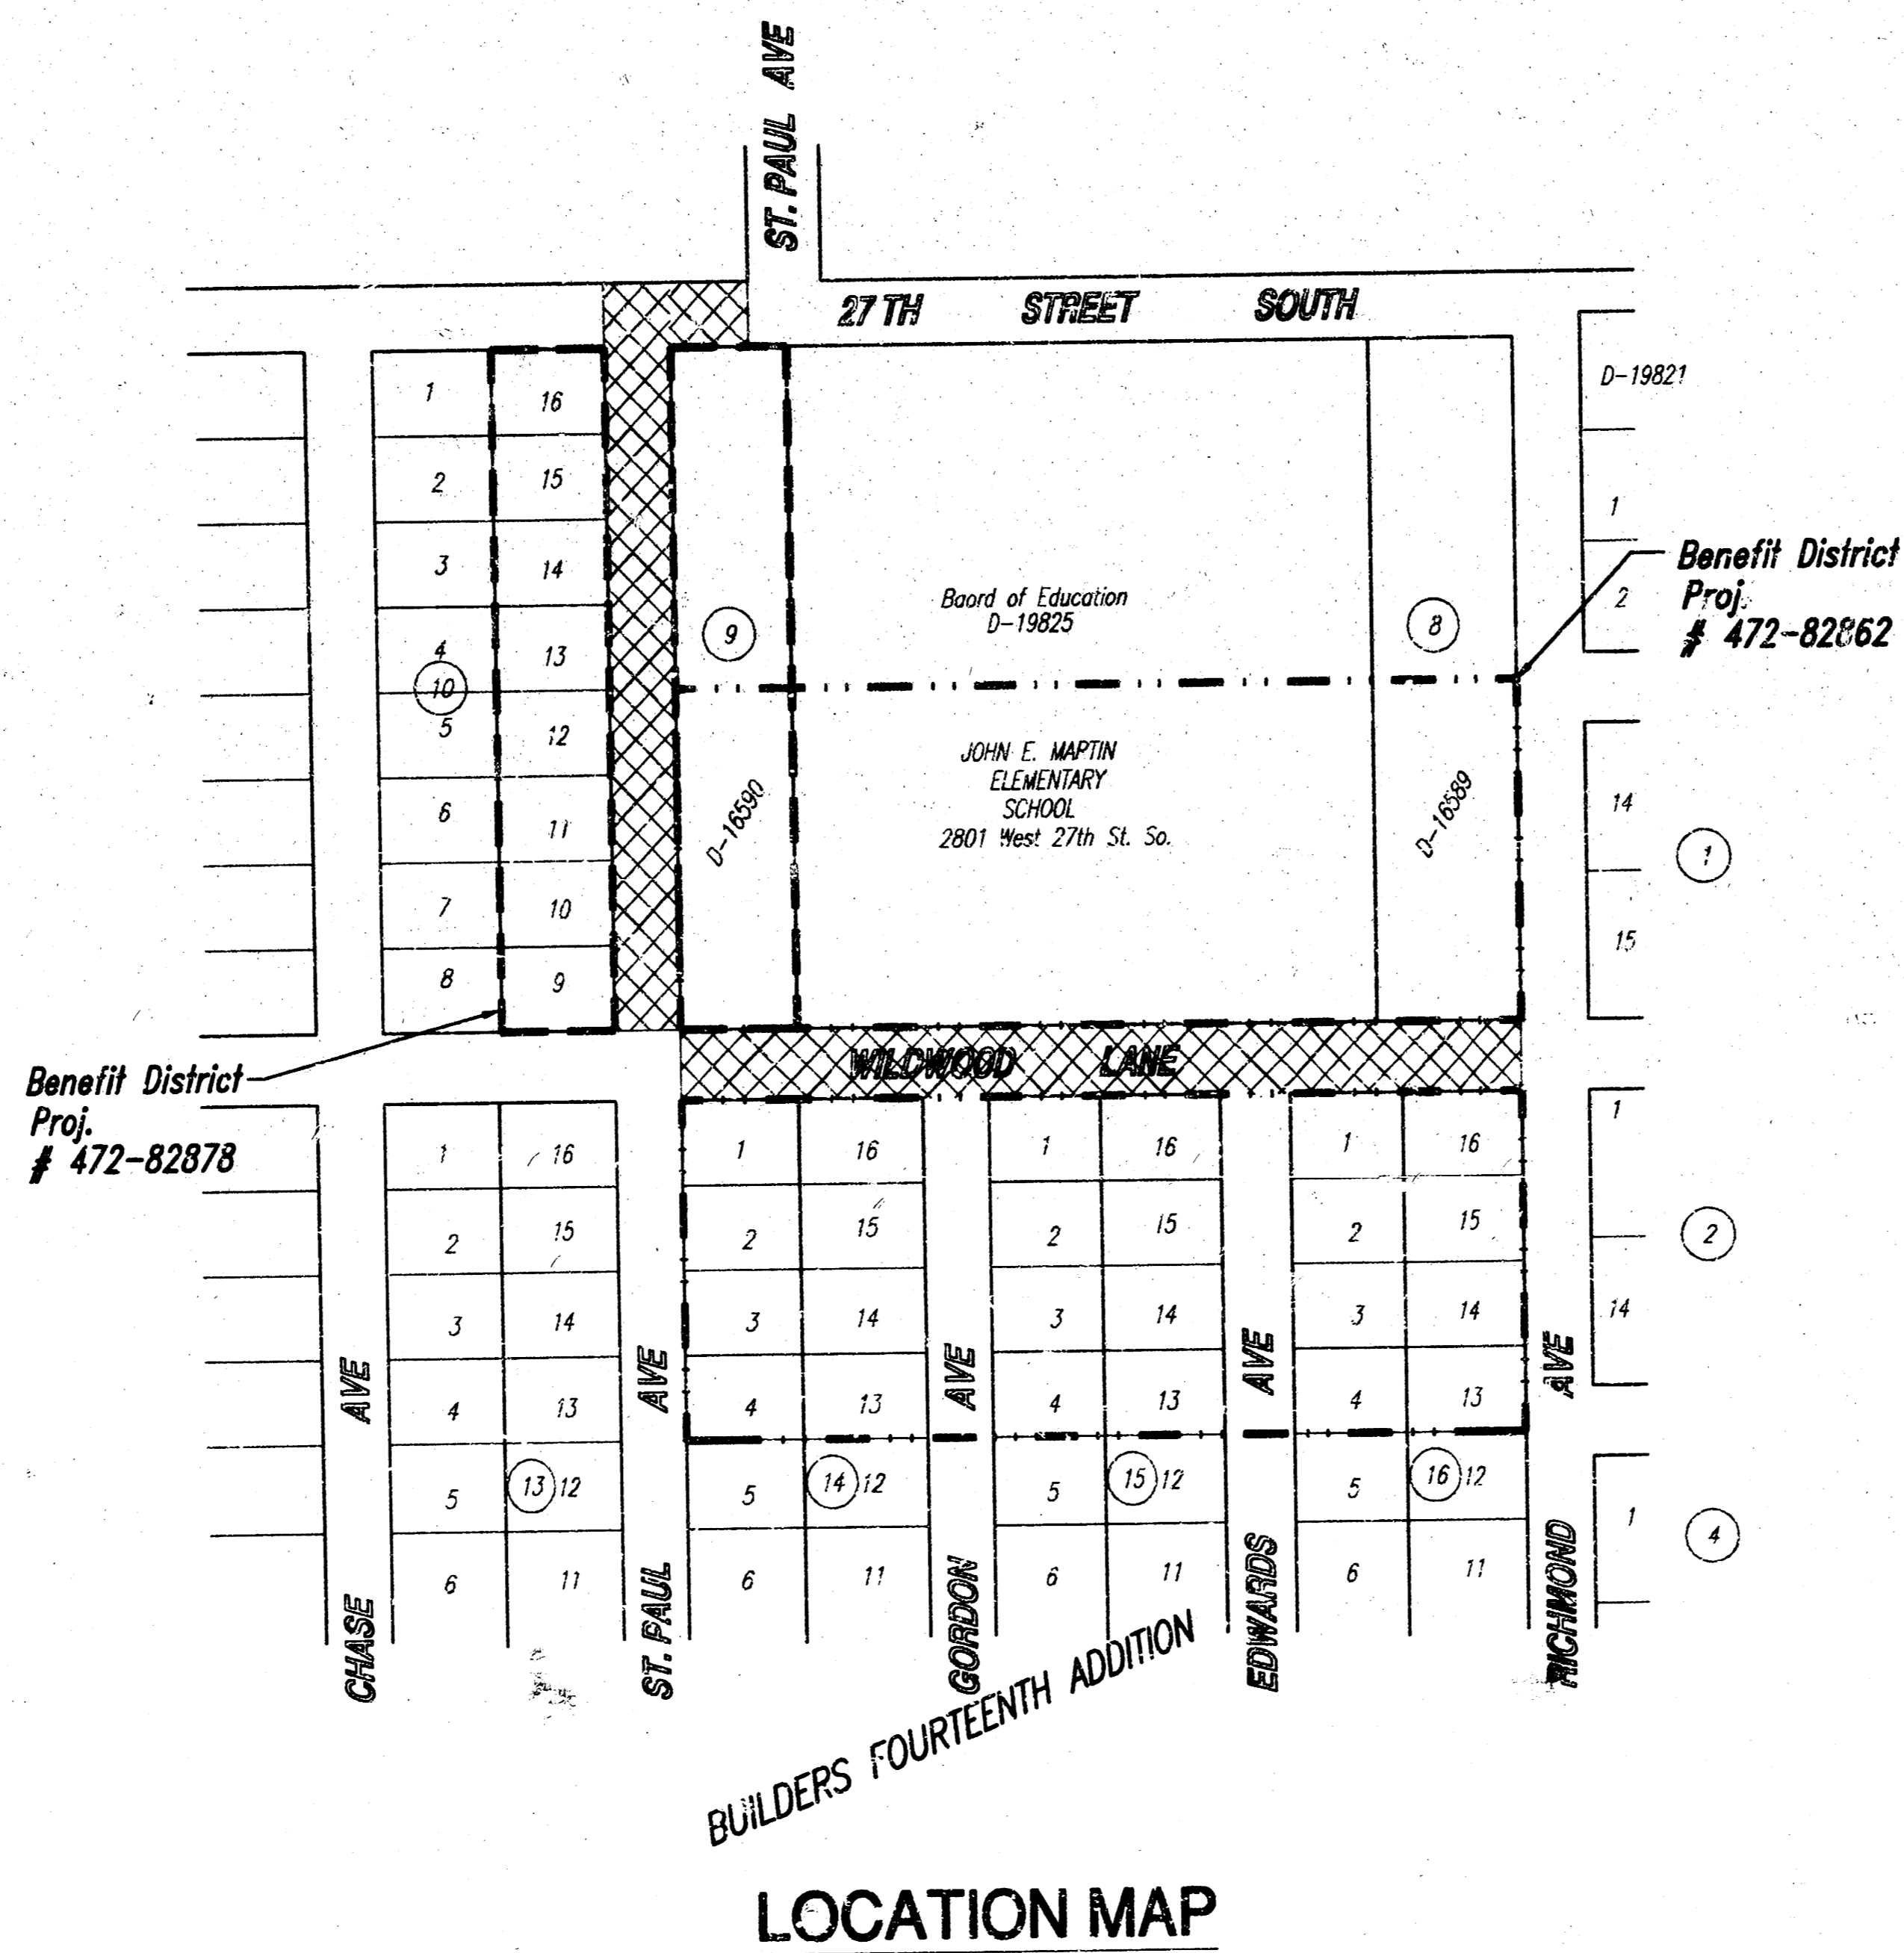 ST. PAUL AVE
27 TH STREET SOUTH
D-19821
1
2
Benefit District
Proj.
# 472-82862
1 16
2 15
3 14
4 13
10
5 12
6 11
7 10
8 9
9
Baord of Education
D-19825
8
JOHN E. MARTIN
ELEMENTARY
SCHOOL
2801 West 27th St. So.
D-16590
D-16589
14
15
1
Benefit District
Proj.
# 472-82878
WILDWOOD LANE
1 16 1 16 1 16 1 16 1
2 15 2 15 2 15 2 15 2
3 14 3 14 3 14 3 14 14
4 13 4 13 4 13 4 13
5 13 12 5 14 12 5 15 12 5 16 12
6 11 6 11 6 11 6 11
1
4
CHASE AVE
ST. PAUL AVE
GORDON AVE
EDWARDS AVE
RICHMOND AVE
BUILDERS FOURTEENTH ADDITION
LOCATION MAP